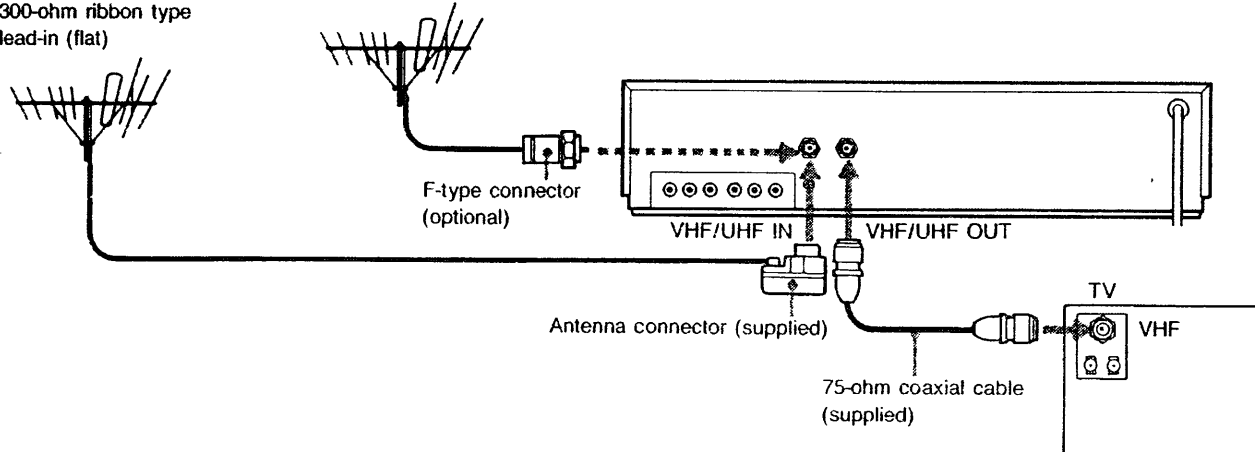 300-ohm ribbon type
lead-in (flat)
F-type connector
(optional)
VHF/UHF IN
VHF/UHF OUT
Antenna connector (supplied)
TV
VHF
75-ohm coaxial cable
(supplied)